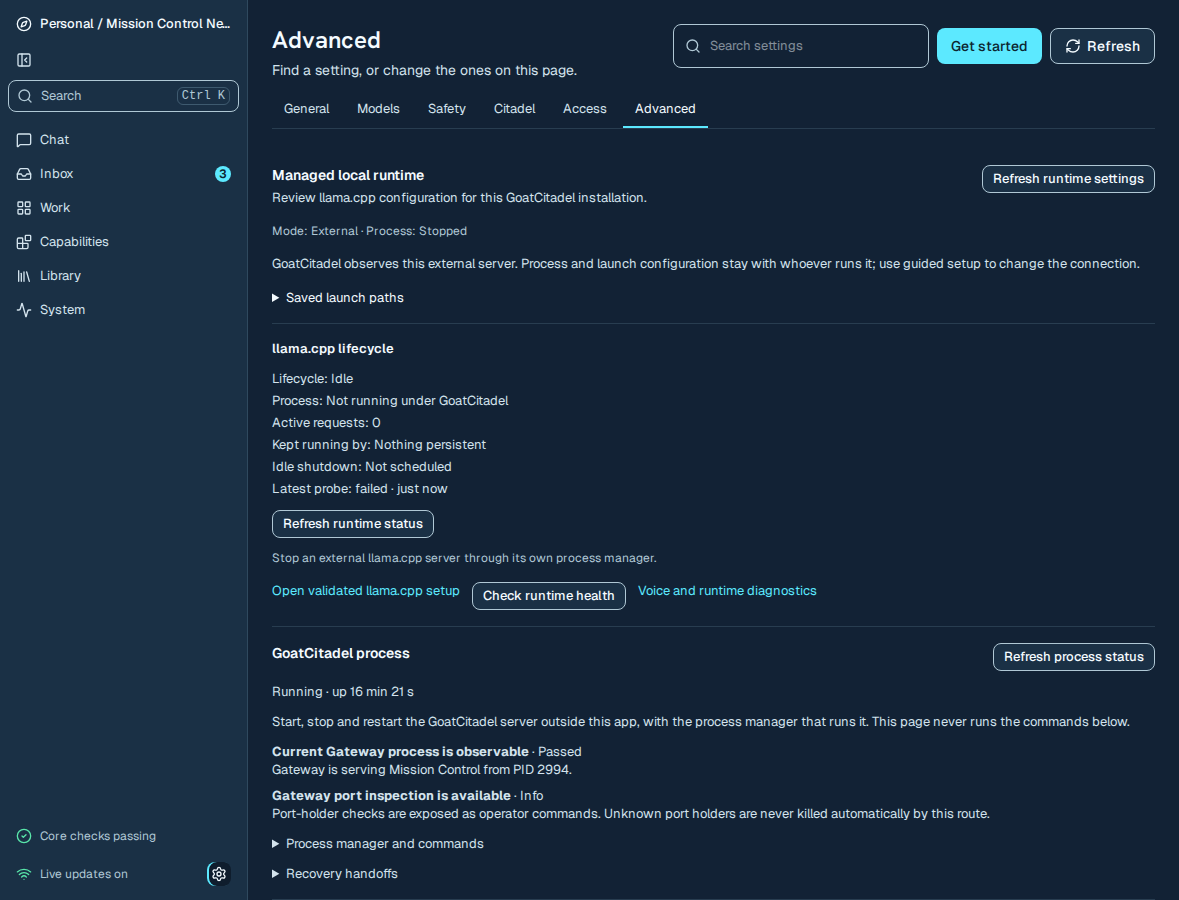 Personal / Mission Control Ne...
Search
Ctrl K
Chat
Inbox
3
Work
Capabilities
Library
System
Core checks passing
Live updates on
Advanced
Find a setting, or change the ones on this page.
Search settings
Get started
Refresh
General
Models
Safety
Citadel
Access
Advanced
Managed local runtime
Review llama.cpp configuration for this GoatCitadel installation.
Refresh runtime settings
Mode: External · Process: Stopped
GoatCitadel observes this external server. Process and launch configuration stay with whoever runs it; use guided setup to change the connection.
Saved launch paths
llama.cpp lifecycle
Lifecycle: Idle
Process: Not running under GoatCitadel
Active requests: 0
Kept running by: Nothing persistent
Idle shutdown: Not scheduled
Latest probe: failed · just now
Refresh runtime status
Stop an external llama.cpp server through its own process manager.
Open validated llama.cpp setup
Check runtime health
Voice and runtime diagnostics
GoatCitadel process
Refresh process status
Running · up 16 min 21 s
Start, stop and restart the GoatCitadel server outside this app, with the process manager that runs it. This page never runs the commands below.
Current Gateway process is observable · Passed
Gateway is serving Mission Control from PID 2994.
Gateway port inspection is available · Info
Port-holder checks are exposed as operator commands. Unknown port holders are never killed automatically by this route.
Process manager and commands
Recovery handoffs